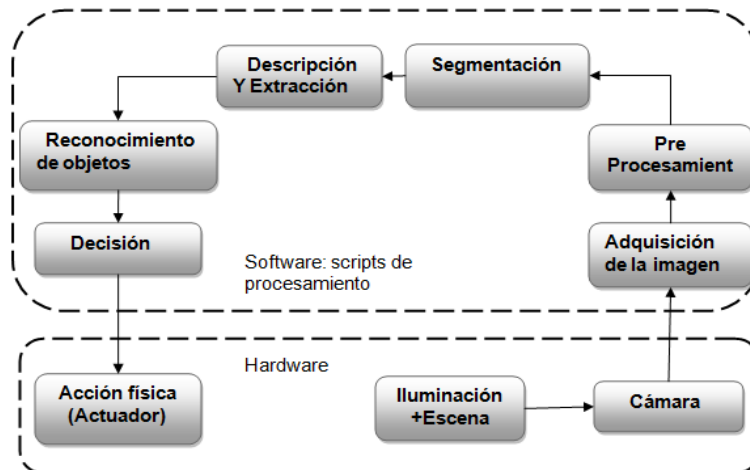 Descripción
Y Extracción
Segmentación
Reconocimiento
de objetos
Pre
Procesamient
Decisión
Adquisición
de la imagen
Software: scripts de
procesamiento
Hardware
Acción física
(Actuador)
Iluminación
+Escena
Cámara